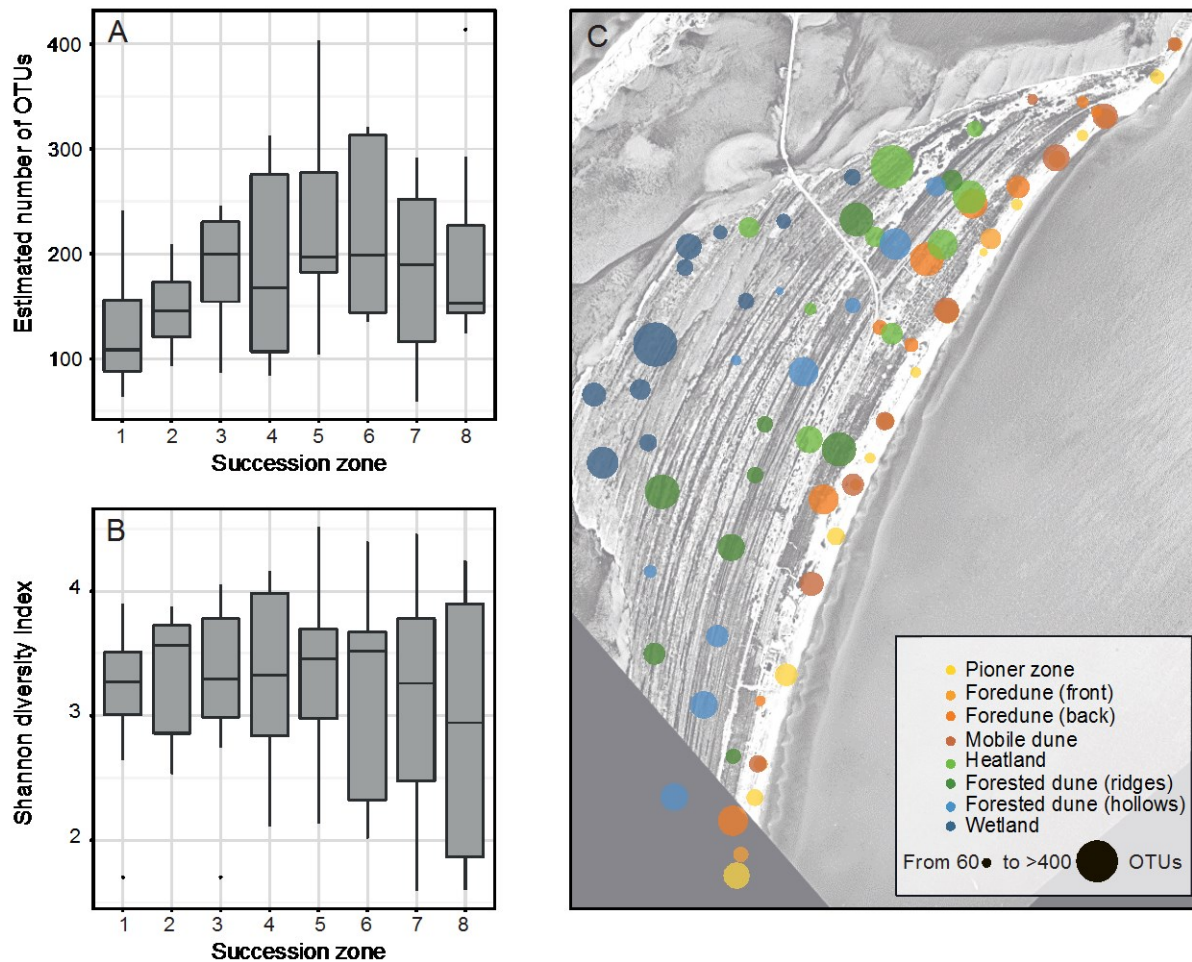 A
Estimated number of OTUs
400
300
200
100
1 2 3 4 5 6 7 8
Succession zone
B
Shannon diversity index
4
3
2
1 2 3 4 5 6 7 8
Succession zone
C
Pioner zone
Foredune (front)
Foredune (back)
Mobile dune
Heatland
Forested dune (ridges)
Forested dune (hollows)
Wetland
From 60 to >400 OTUs